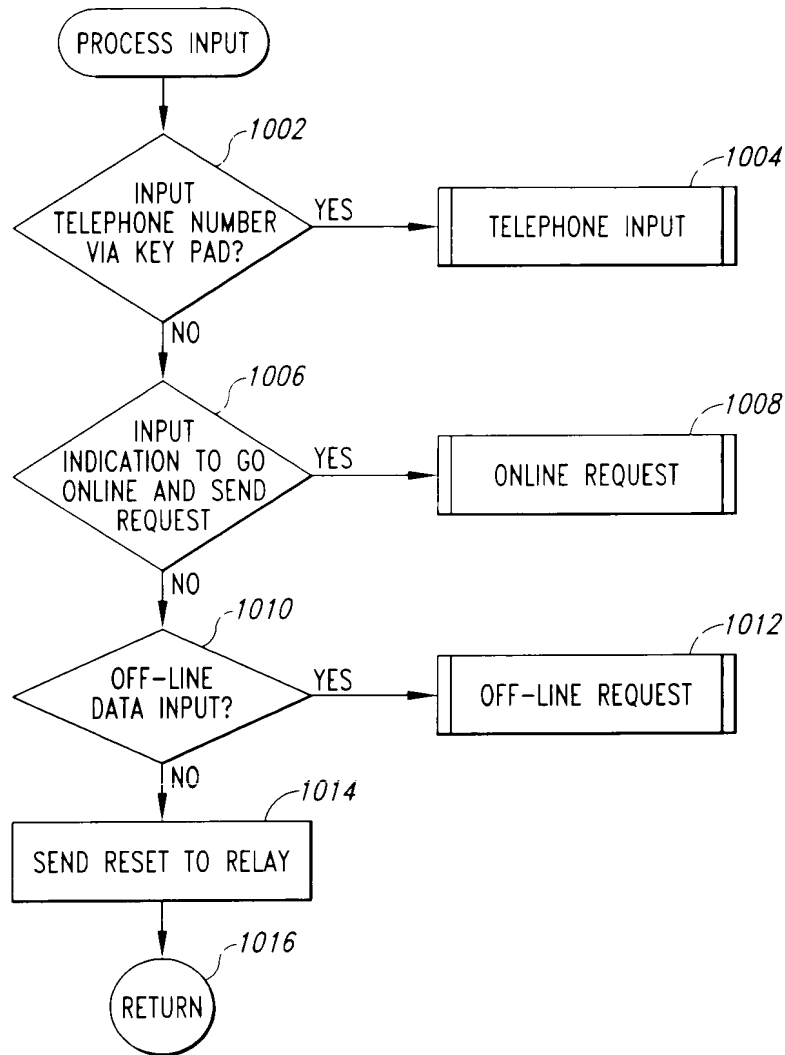 PROCESS INPUT
1002
INPUT
TELEPHONE NUMBER
VIA KEY PAD?
YES
1004
TELEPHONE INPUT
NO
1006
INPUT
INDICATION TO GO
ONLINE AND SEND
REQUEST
YES
1008
ONLINE REQUEST
NO
1010
OFF-LINE
DATA INPUT?
YES
1012
OFF-LINE REQUEST
NO
1014
SEND RESET TO RELAY
1016
RETURN